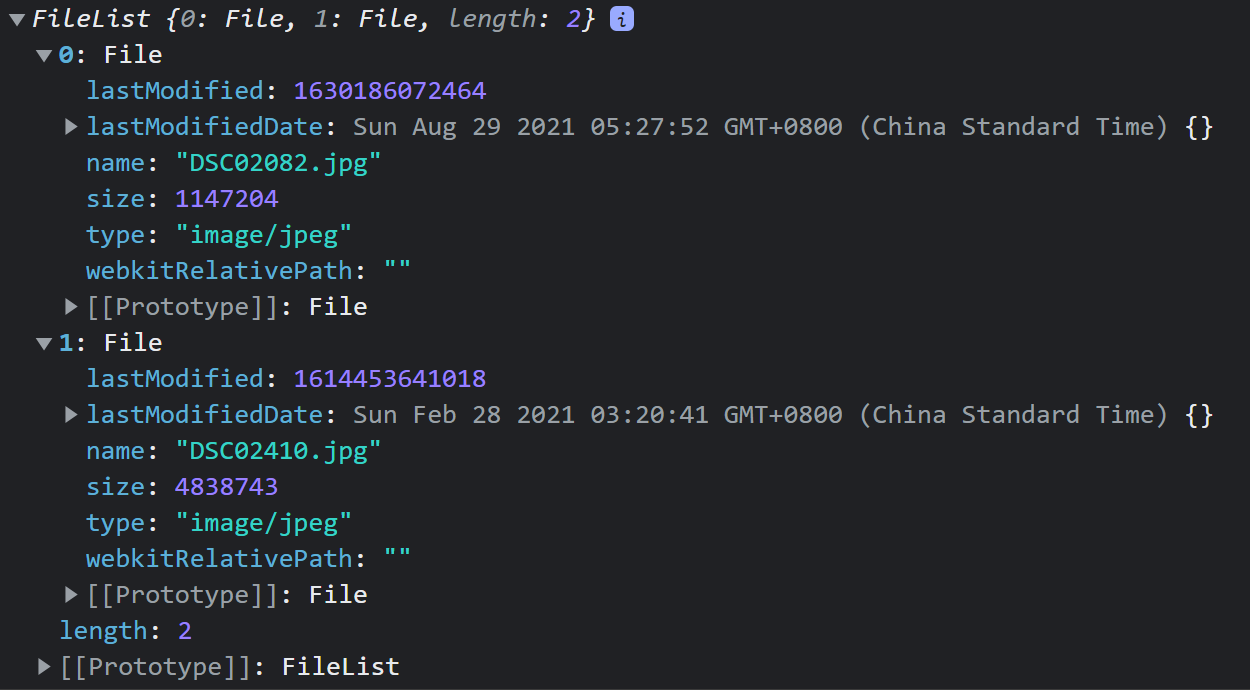 FileList {0: File, 1: File, length: 2} i
0: File
lastModified: 1630186072464
lastModifiedDate: Sun Aug 29 2021 05:27:52 GMT+0800 (China Standard Time) {}
name: "DSC02082.jpg"
size: 1147204
type: "image/jpeg"
webkitRelativePath: ""
[[Prototype]]: File
1: File
lastModified: 1614453641018
lastModifiedDate: Sun Feb 28 2021 03:20:41 GMT+0800 (China Standard Time) {}
name: "DSC02410.jpg"
size: 4838743
type: "image/jpeg"
webkitRelativePath: ""
[[Prototype]]: File
length: 2
[[Prototype]]: FileList